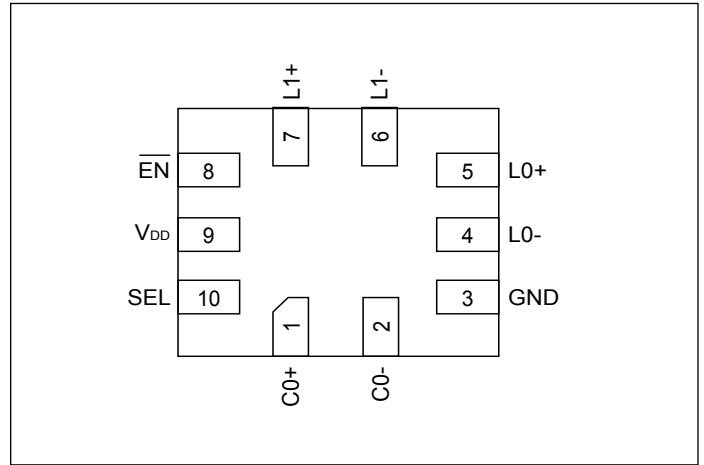 L1+ L1-
7 6
E̅N̅ 8 5 L0+
VDD 9 4 L0-
SEL 10 3 GND
1 2
C0+ C0-